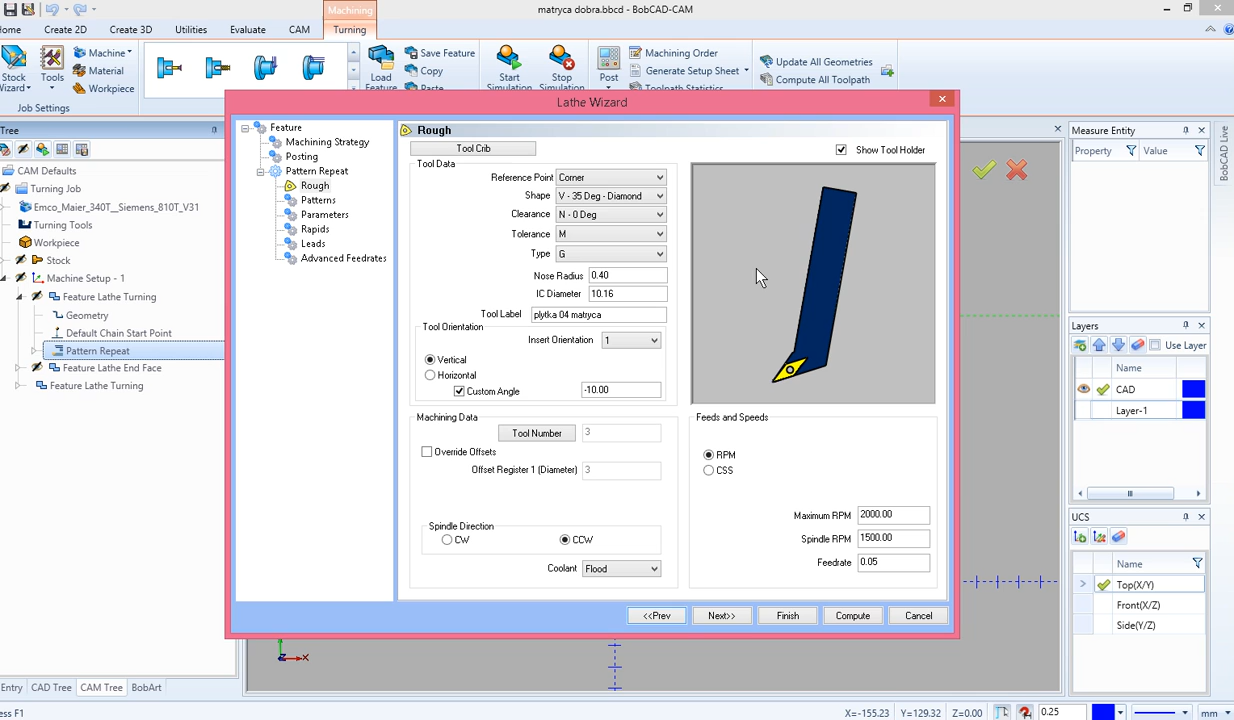 matryca dobra.bbcd - BobCAD-CAM
Machining
ome
Create 2D
Create 3D
Utilities
Evaluate
CAM
Turning
Stock
Wizard
Tools
Machine
Material
Workpiece
Job Settings
Load
Feature
Save Feature
Copy
Paste
Start
Simulation
Stop
Simulation
Post
Machining Order
Generate Setup Sheet
Toolpath Statistics
Update All Geometries
Compute All Toolpath
Tree
CAM Defaults
Turning Job
Emco_Maier_340T__Siemens_810T_V31
Turning Tools
Workpiece
Stock
Machine Setup - 1
Feature Lathe Turning
Geometry
Default Chain Start Point
Pattern Repeat
Feature Lathe End Face
Feature Lathe Turning
Entry
CAD Tree
CAM Tree
BobArt
ess F1
Lathe Wizard
Feature
Machining Strategy
Posting
Pattern Repeat
Rough
Patterns
Parameters
Rapids
Leads
Advanced Feedrates
Rough
Tool Crib
Show Tool Holder
Tool Data
Reference Point Corner
Shape V - 35 Deg - Diamond
Clearance N - 0 Deg
Tolerance M
Type G
Nose Radius 0.40
IC Diameter 10.16
Tool Label plytka 04 matryca
Tool Orientation
Insert Orientation 1
Vertical
Horizontal
Custom Angle -10.00
Machining Data
Tool Number 3
Override Offsets
Offset Register 1 (Diameter) 3
Spindle Direction
CW CCW
Coolant Flood
Feeds and Speeds
RPM
CSS
Maximum RPM 2000.00
Spindle RPM 1500.00
Feedrate 0.05
<<Prev
Next>>
Finish
Compute
Cancel
Measure Entity
Property
Value
BobCAD Live
Layers
Use Layer
Name
CAD
Layer-1
UCS
Name
Top(X/Y)
Front(X/Z)
Side(Y/Z)
Z
X
X=-155.23 Y=129.32 Z=0.00
0.25
mm